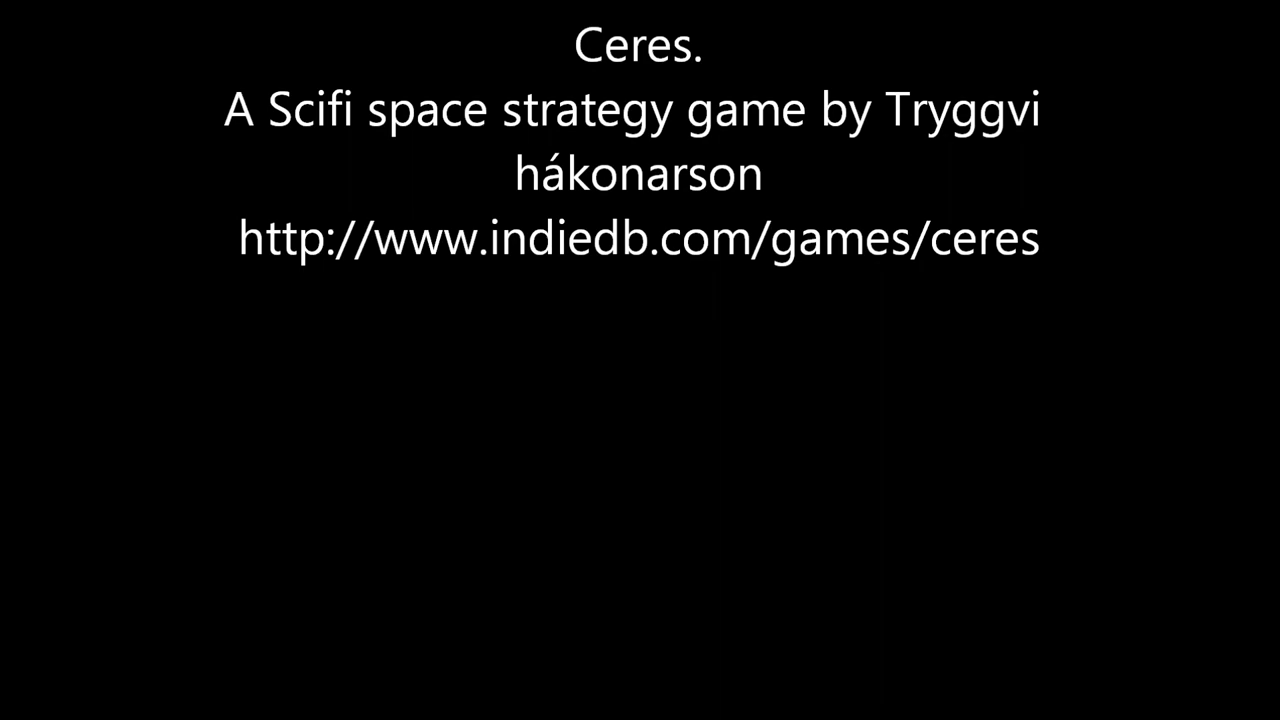 Ceres.
A Scifi space strategy game by Tryggvi
hákonarson
http://www.indiedb.com/games/ceres